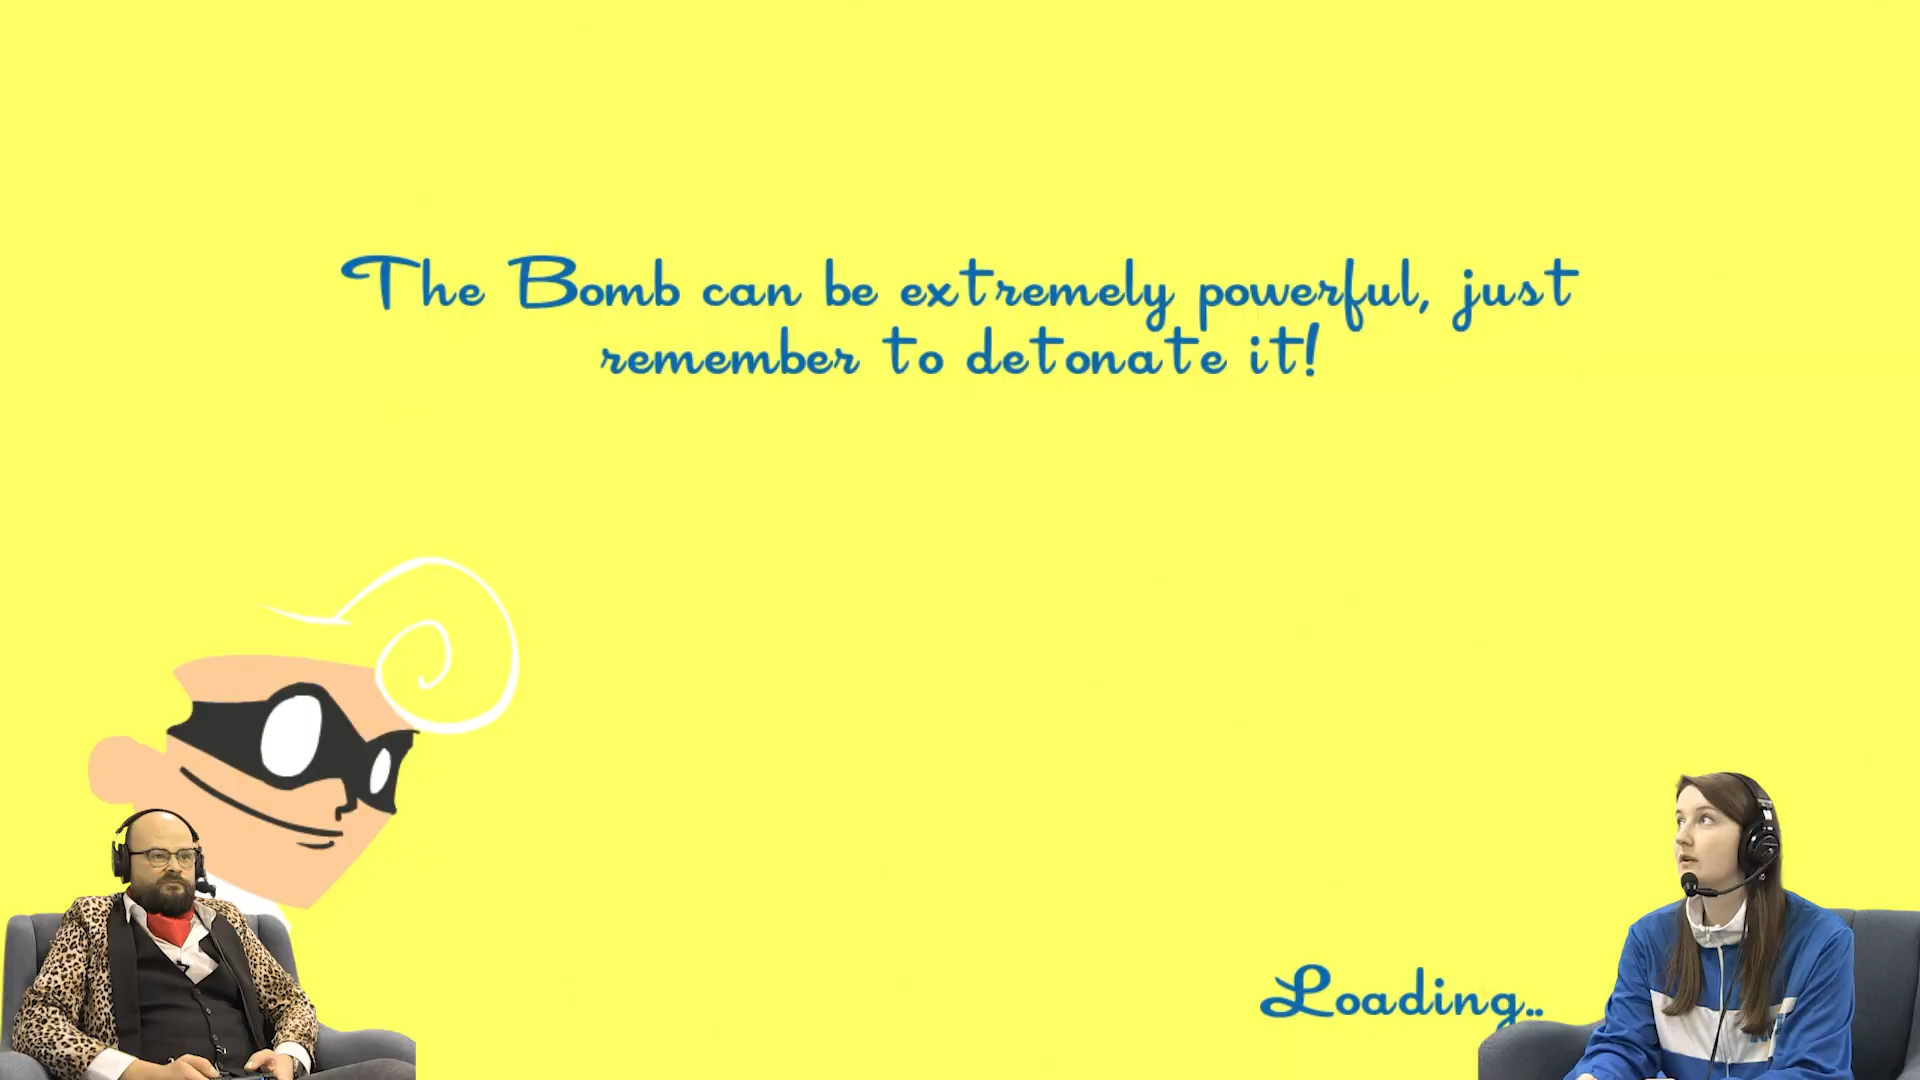 The Bomb can be extremely powerful, just
remember to detonate it!
Loading..